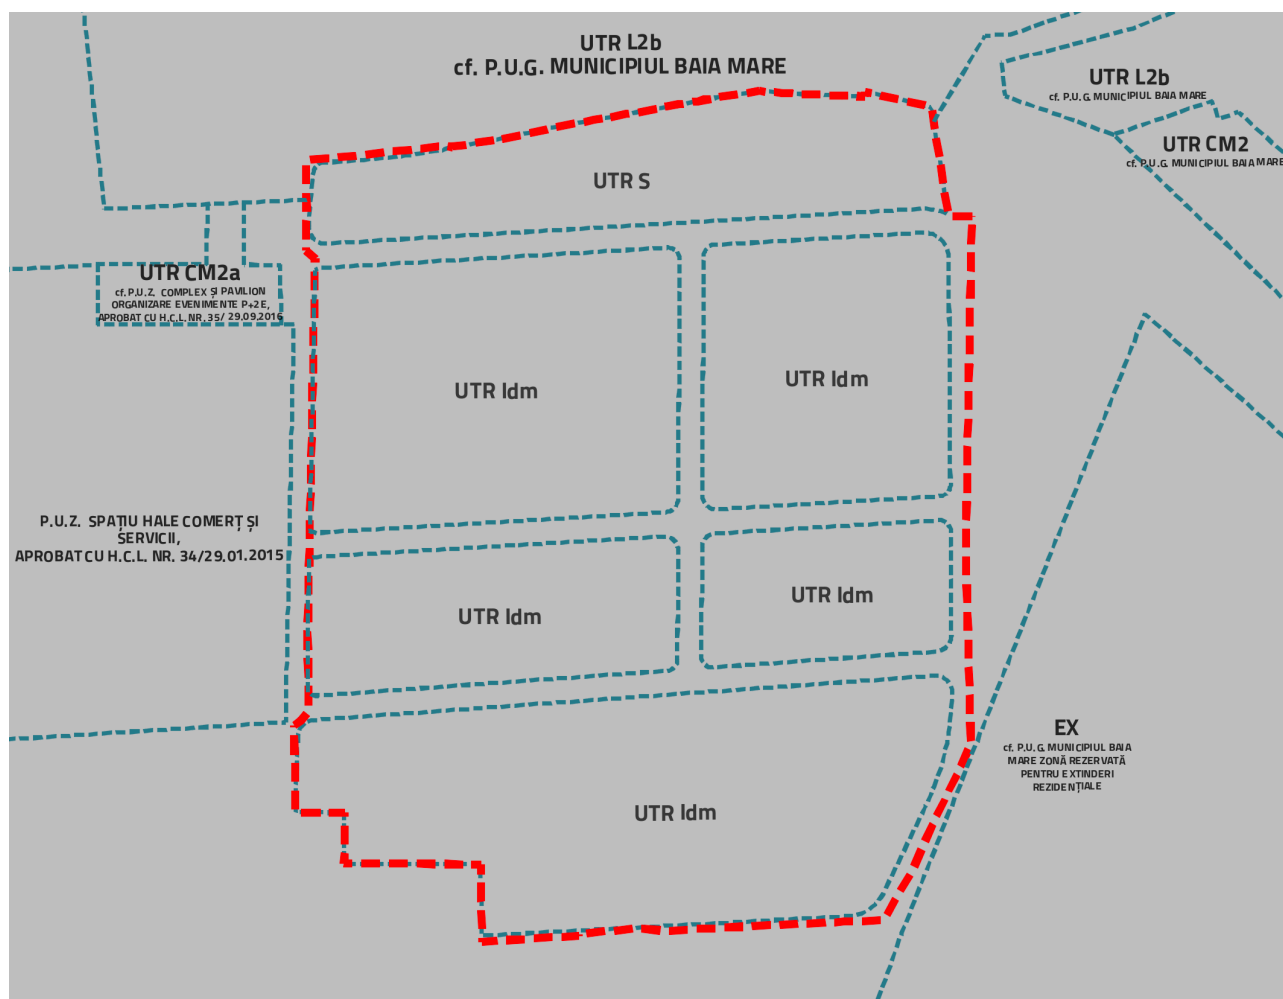 UTR L2b
cf. P.U.G. MUNICIPIUL BAIA MARE
UTR L2b
cf. P.U.G. MUNICIPIUL BAIA MARE
UTR CM2
cf. P.U.G. MUNICIPIUL BAIA MARE
UTR S
UTR CM2a
cf. P.U.Z. COMPLEX ȘI PAVILION
ORGANIZARE EVENIMENTE P+2E,
APROBAT CU H.C.L. NR. 35/ 29.09.2016
UTR Idm
UTR Idm
P.U.Z. SPAȚIU HALE COMERȚ ȘI
SERVICII,
APROBAT CU H.C.L. NR. 34/29.01.2015
UTR Idm
UTR Idm
EX
cf. P.U.G. MUNICIPIUL BAIA
MARE ZONĂ REZERVATĂ
PENTRU EXTINDERI
REZIDENȚIALE
UTR Idm